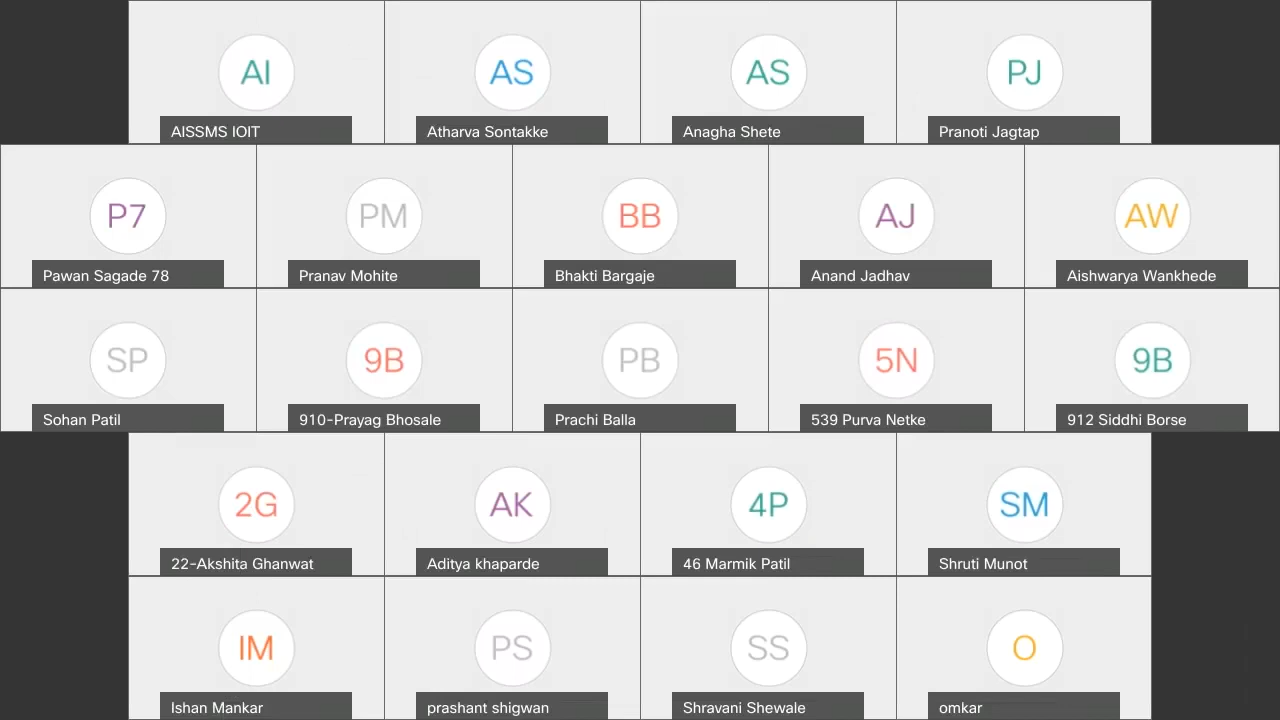 AI
AS
AS
PJ
AISSMS IOIT
Atharva Sontakke
Anagha Shete
Pranoti Jagtap
P7
PM
BB
AJ
AW
Pawan Sagade 78
Pranav Mohite
Bhakti Bargaje
Anand Jadhav
Aishwarya Wankhede
SP
9B
PB
5N
9B
Sohan Patil
910-Prayag Bhosale
Prachi Balla
539 Purva Netke
912 Siddhi Borse
2G
AK
4P
SM
22-Akshita Ghanwat
Aditya khaparde
46 Marmik Patil
Shruti Munot
IM
PS
SS
O
Ishan Mankar
prashant shigwan
Shravani Shewale
omkar